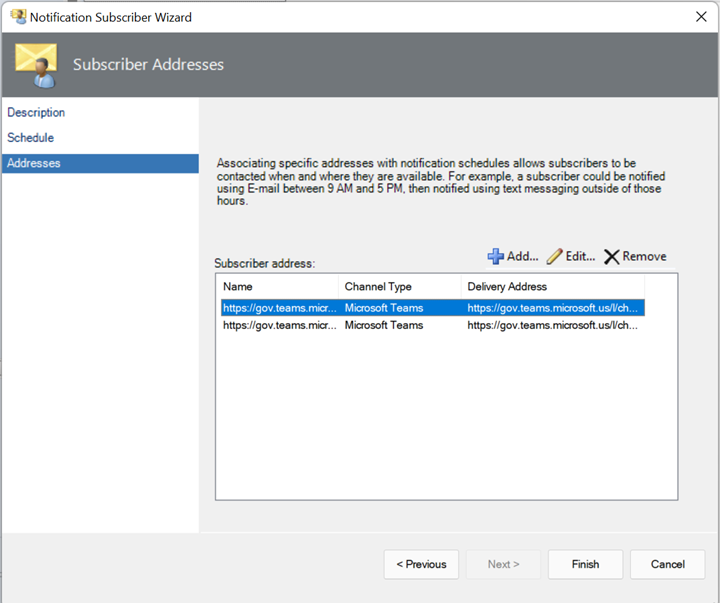 Notification Subscriber Wizard
Subscriber Addresses
Description
Schedule
Addresses
Associating specific addresses with notification schedules allows subscribers to be
contacted when and where they are available. For example, a subscriber could be notified
using E-mail between 9 AM and 5 PM, then notified using text messaging outside of those
hours.
Subscriber address:
Add... Edit... Remove
Name Channel Type Delivery Address
https://gov.teams.micr... Microsoft Teams https://gov.teams.microsoft.us/l/ch...
https://gov.teams.micr... Microsoft Teams https://gov.teams.microsoft.us/l/ch...
< Previous Next > Finish Cancel